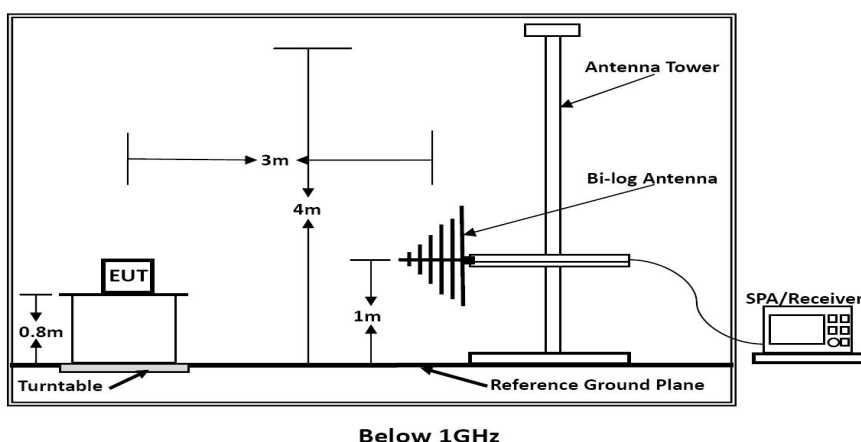 Antenna Tower
3m
Bi-log Antenna
4m
EUT
SPA/Receiver
0.8m
1m
Turntable
Reference Ground Plane
Below 1GHz